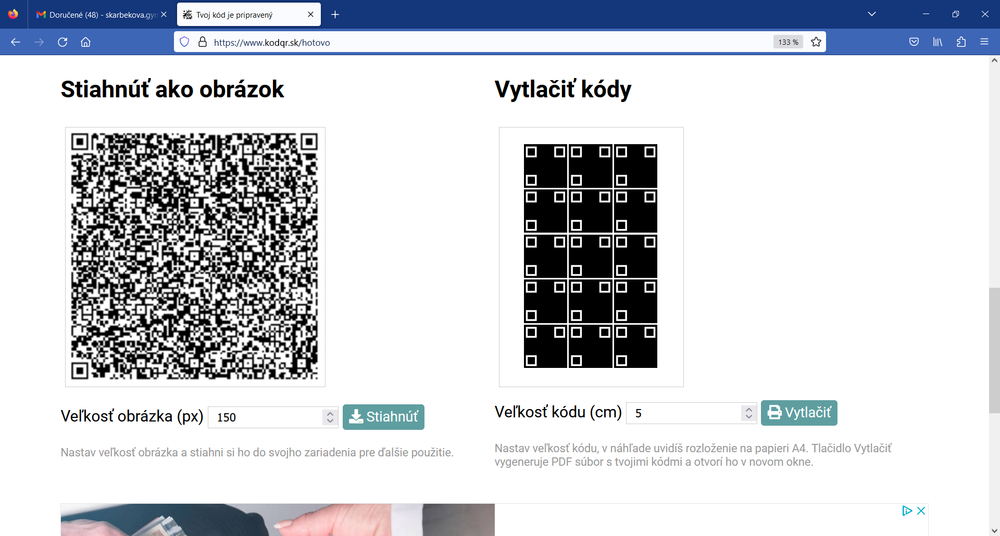 Doručené (48) - skarbekova.gyn
Tvoj kód je pripravený
https://www.kodqr.sk/hotovo
133 %
Stiahnúť ako obrázok
Vytlačiť kódy
Veľkosť obrázka (px)
150
Stiahnúť
Veľkosť kódu (cm)
5
Vytlačiť
Nastav veľkosť obrázka a stiahni si ho do svojho zariadenia pre ďalšie použitie.
Nastav veľkosť kódu, v náhľade uvidíš rozloženie na papieri A4. Tlačidlo Vytlačiť
vygeneruje PDF súbor s tvojimi kódmi a otvorí ho v novom okne.